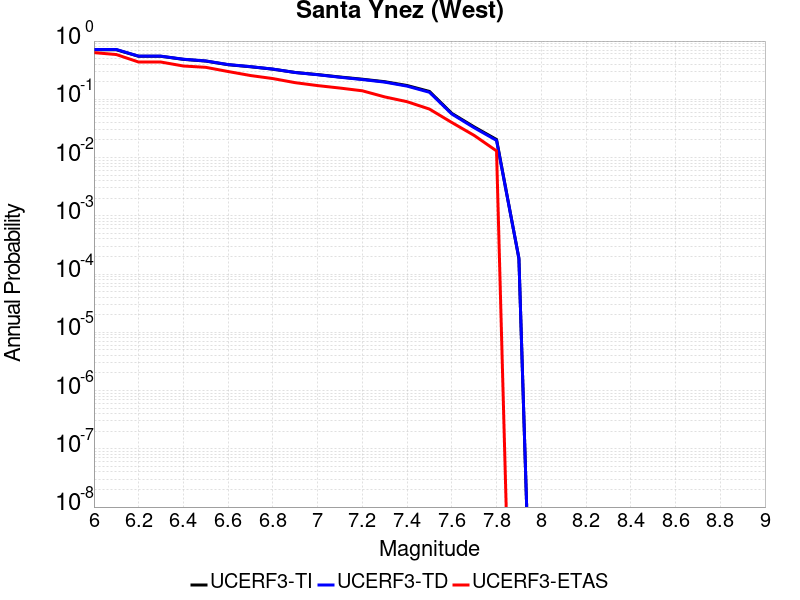 Santa Ynez (West)
10^0
10^-1
10^-2
10^-3
10^-4
10^-5
10^-6
10^-7
10^-8
Annual Probability
6 6.2 6.4 6.6 6.8 7 7.2 7.4 7.6 7.8 8 8.2 8.4 8.6 8.8 9
Magnitude
UCERF3-TI UCERF3-TD UCERF3-ETAS